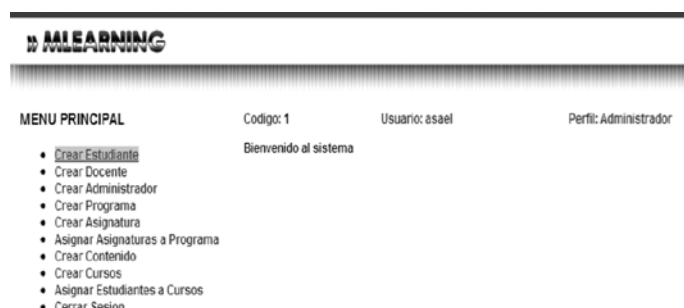 » MLEARNING
MENU PRINCIPAL
Codigo: 1 Usuario: asael Perfil: Administrador
Bienvenido al sistema
• Crear Estudiante
• Crear Docente
• Crear Administrador
• Crear Programa
• Crear Asignatura
• Asignar Asignaturas a Programa
• Crear Contenido
• Crear Cursos
• Asignar Estudiantes a Cursos
• Cerrar Sesion